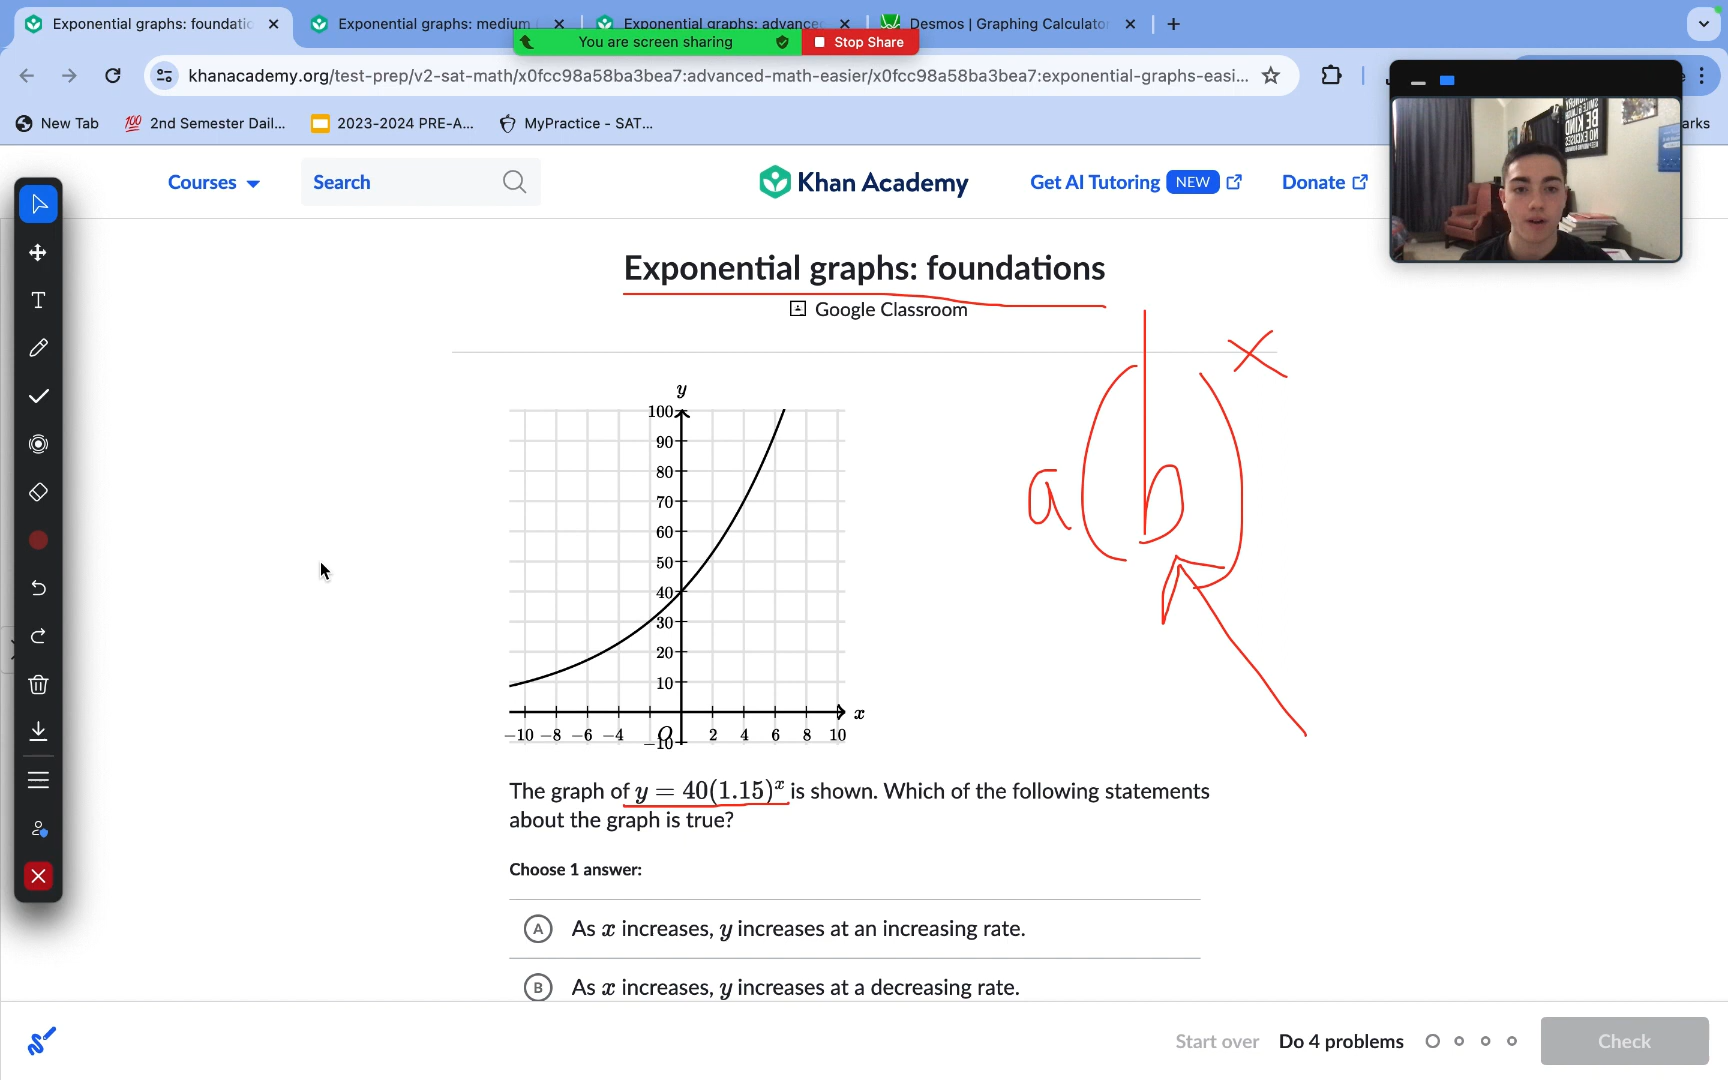 Exponential graphs: foundatio
Exponential graphs: medium
Exponential graphs: advance
Desmos | Graphing Calculato
You are screen sharing
Stop Share
khanacademy.org/test-prep/v2-sat-math/x0fcc98a58ba3bea7:advanced-math-easier/x0fcc98a58ba3bea7:exponential-graphs-easi...
New Tab
2nd Semester Dail...
2023-2024 PRE-A...
MyPractice - SAT...
arks
Courses
Search
Khan Academy
Get AI Tutoring NEW
Donate
BE KIND
NO EXCUSES
Exponential graphs: foundations
Google Classroom
a(b)x
y
100
90
80
70
60
50
40
30
20
10
x
−10 −8 −6 −4 O 2 4 6 8 10
−10
The graph of y = 40(1.15)ˣ is shown. Which of the following statements
about the graph is true?
Choose 1 answer:
A As x increases, y increases at an increasing rate.
B As x increases, y increases at a decreasing rate.
Start over Do 4 problems Check